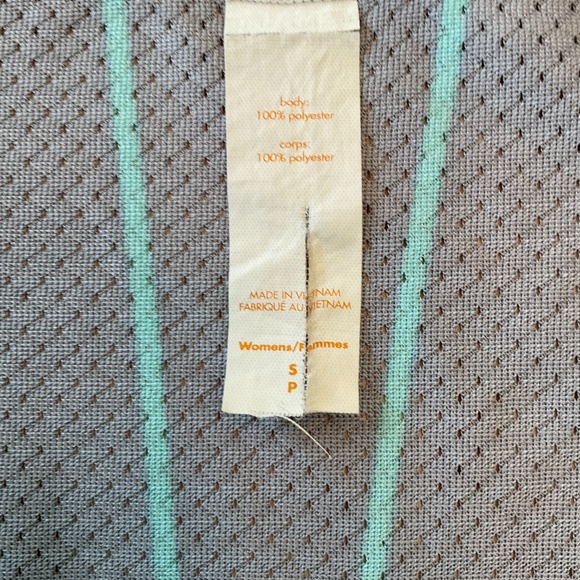 body:
100% polyester
corps:
100% polyester
MADE IN VIETNAM
FABRIQUÉ AU VIETNAM
Womens/Femmes
S
P